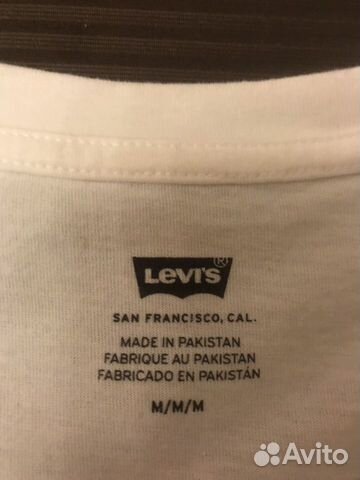 Levi's®
SAN FRANCISCO, CAL.
MADE IN PAKISTAN
FABRIQUE AU PAKISTAN
FABRICADO EN PAKISTÁN
M/M/M
Avito